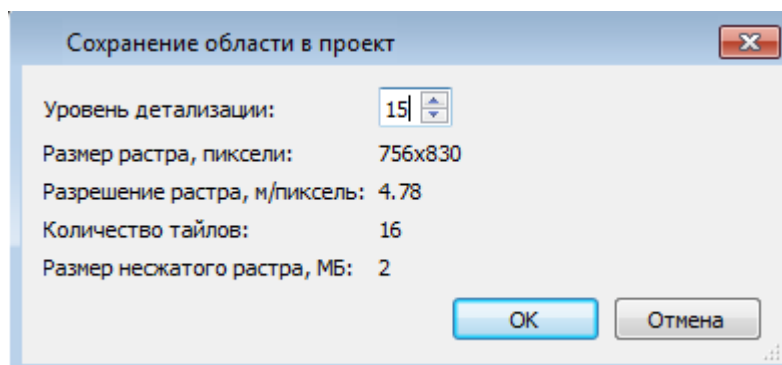 Сохранение области в проект
Уровень детализации: 15
Размер растра, пиксели: 756x830
Разрешение растра, м/пиксель: 4.78
Количество тайлов: 16
Размер несжатого растра, МБ: 2
OK Отмена